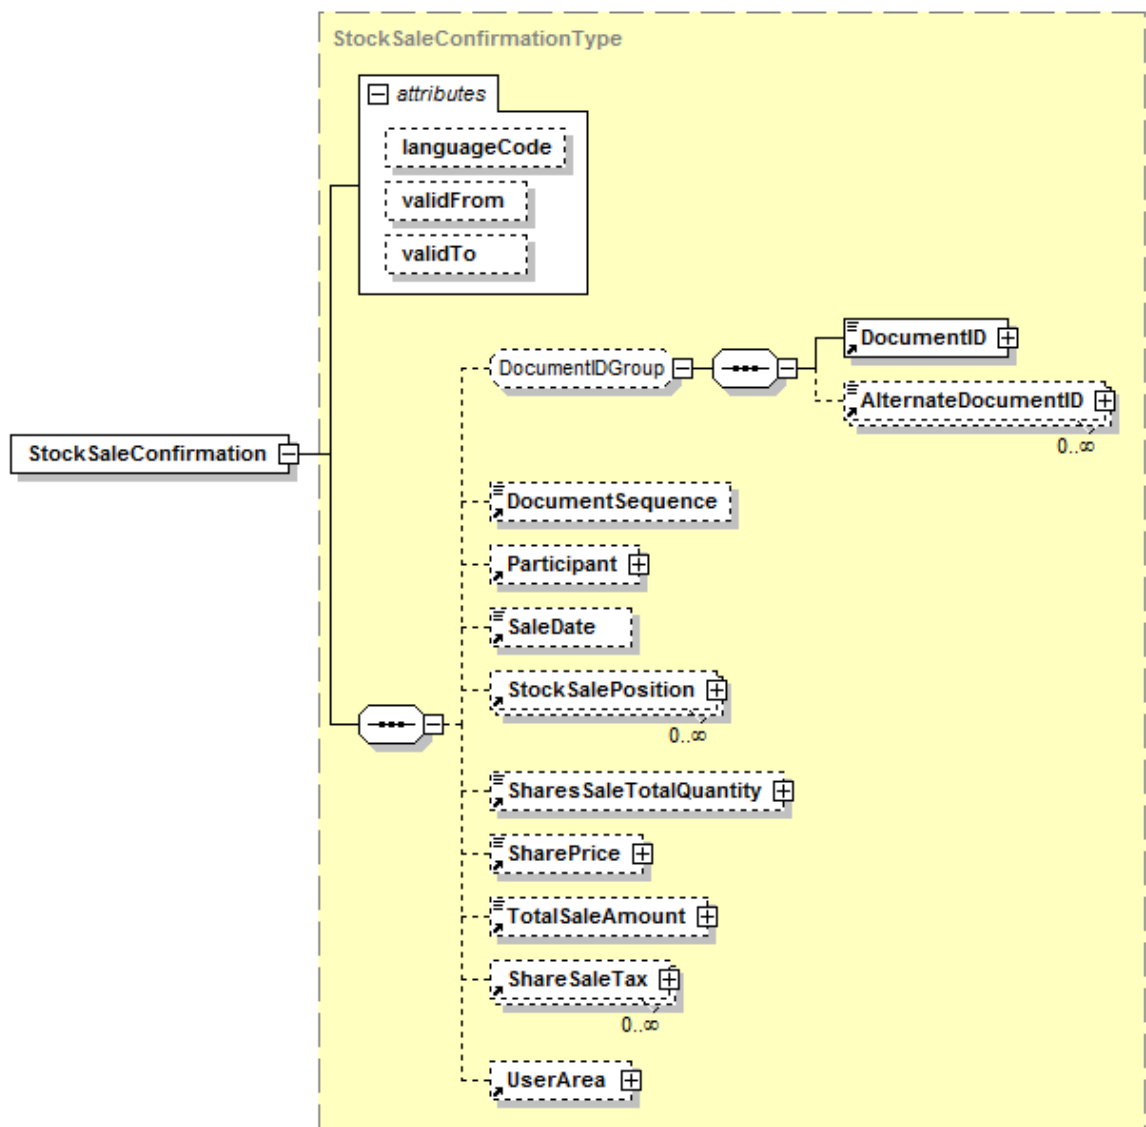 StockSaleConfirmationType
attributes
languageCode
validFrom
validTo
DocumentIDGroup
DocumentID
AlternateDocumentID
0..∞
StockSaleConfirmation
DocumentSequence
Participant
SaleDate
StockSalePosition
0..∞
SharesSaleTotalQuantity
SharePrice
TotalSaleAmount
ShareSaleTax
0..∞
UserArea